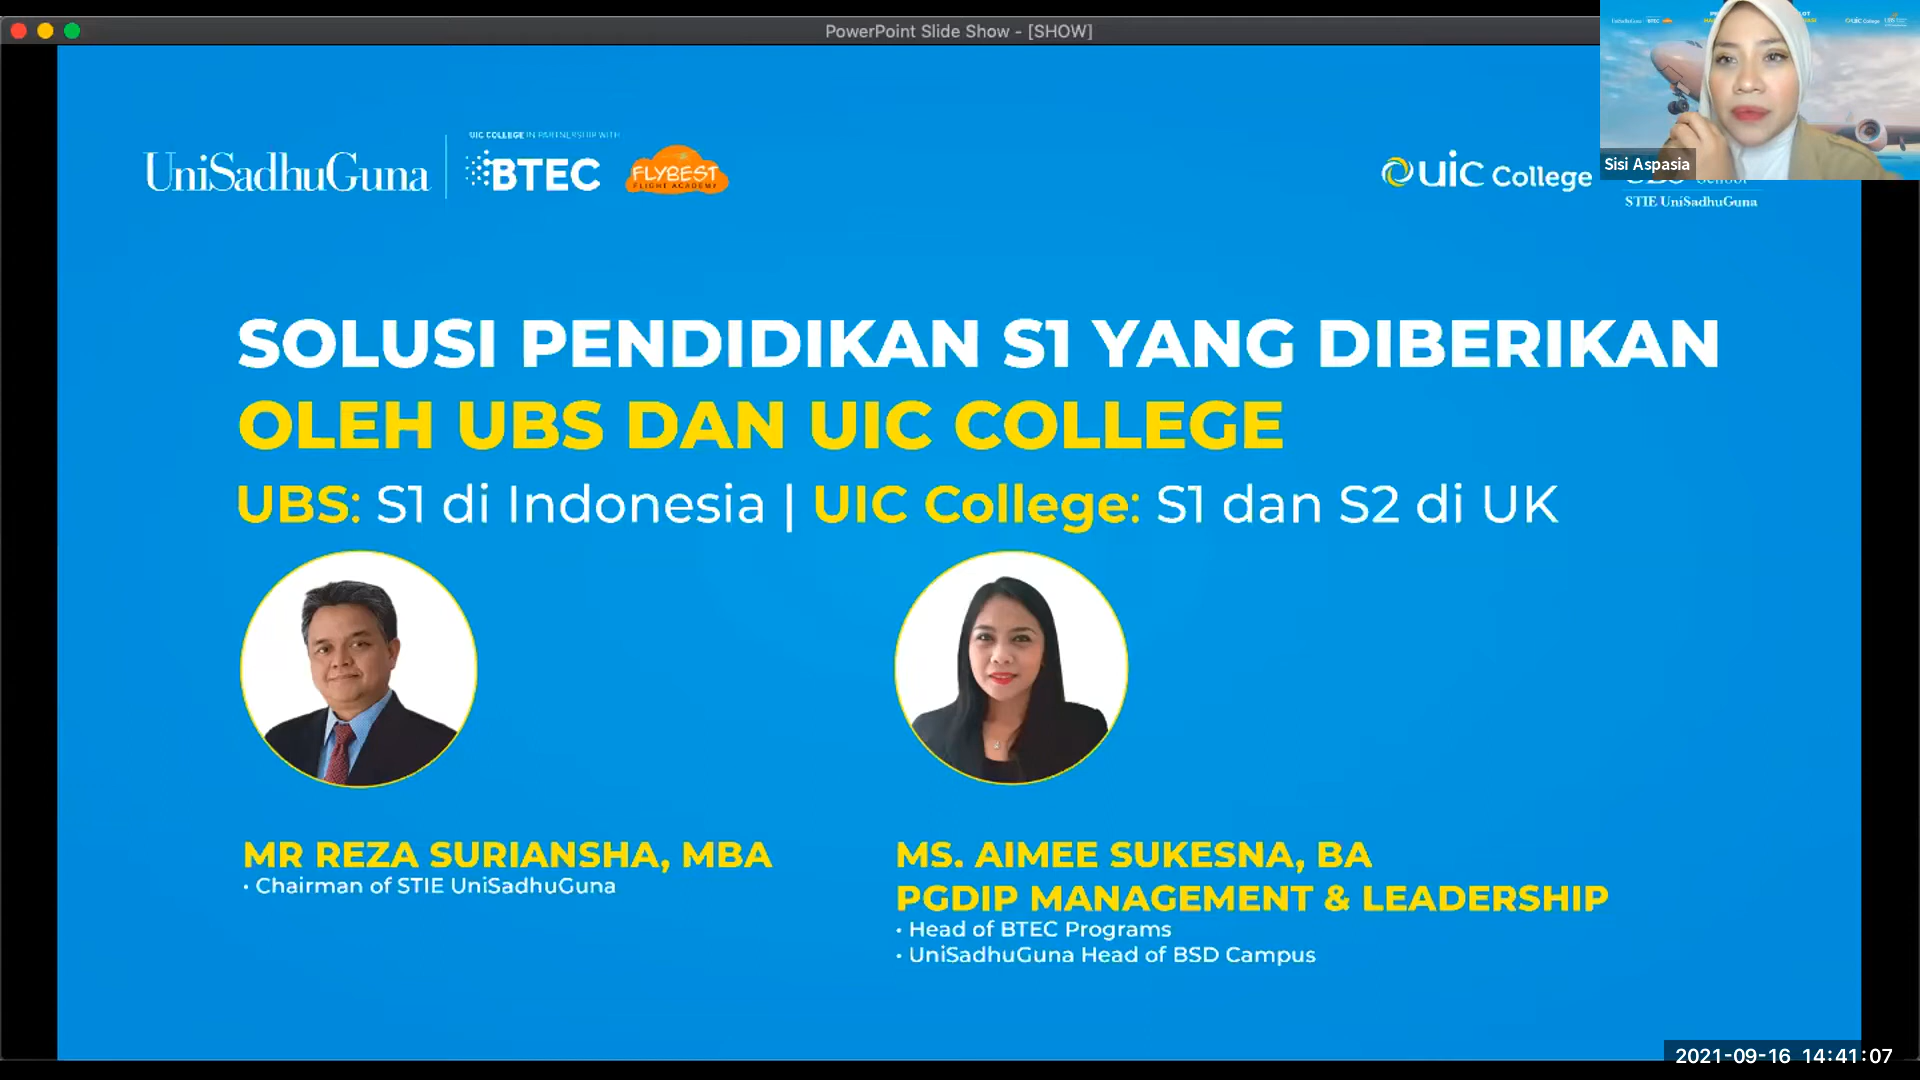 PowerPoint Slide Show - [SHOW]
UniSadhuGuna
UIC COLLEGE IN PARTNERSHIP WITH
BTEC
FLYBEST
FLIGHT ACADEMY
uic College
School
STIE UniSadhuGuna
Sisi Aspasia
SOLUSI PENDIDIKAN S1 YANG DIBERIKAN
OLEH UBS DAN UIC COLLEGE
UBS: S1 di Indonesia | UIC College: S1 dan S2 di UK
MR REZA SURIANSHA, MBA
• Chairman of STIE UniSadhuGuna
MS. AIMEE SUKESNA, BA
PGDIP MANAGEMENT & LEADERSHIP
• Head of BTEC Programs
• UniSadhuGuna Head of BSD Campus
2021-09-16 14:41:07